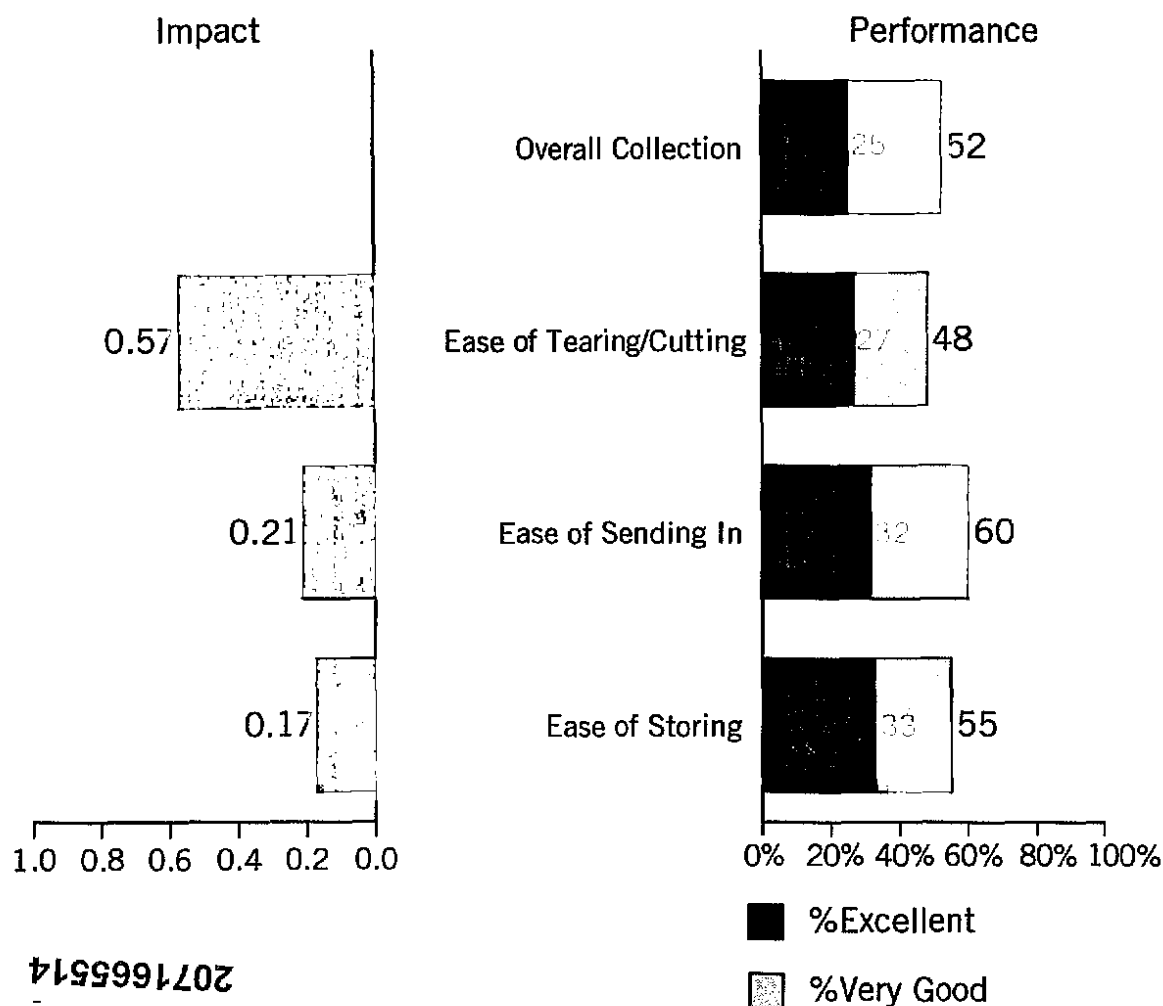 Impact Performance
Overall Collection 25 52
0.57 Ease of Tearing/Cutting 27 48
0.21 Ease of Sending In 32 60
0.17 Ease of Storing 33 55
1.0 0.8 0.6 0.4 0.2 0.0 0% 20% 40% 60% 80% 100%
%Excellent
%Very Good
2071665514